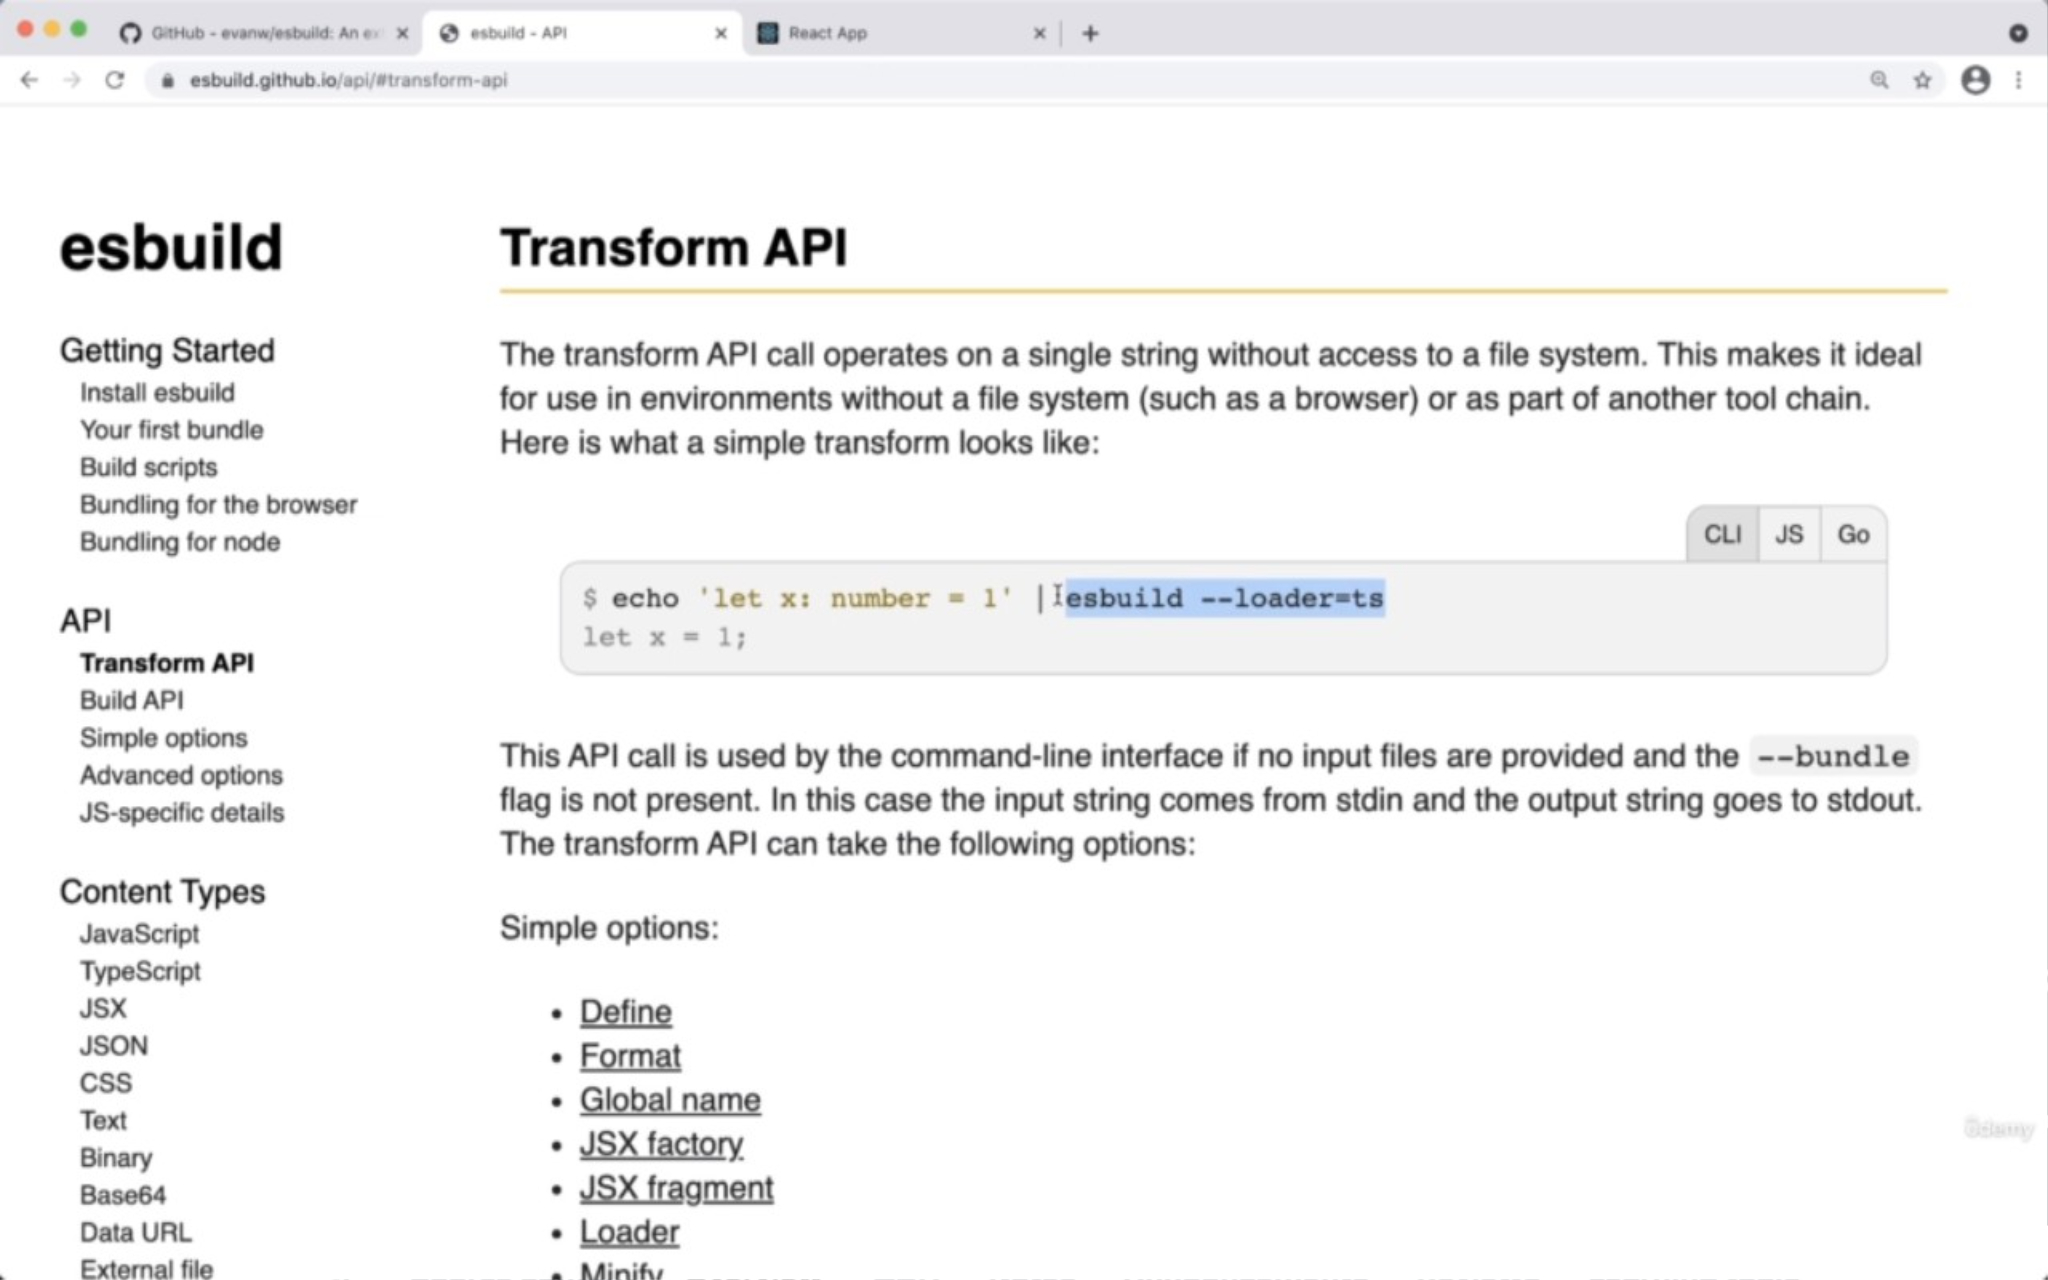 GitHub - evanw/esbuild: An ex
esbuild - API
React App
esbuild.github.io/api/#transform-api
esbuild
Getting Started
Install esbuild
Your first bundle
Build scripts
Bundling for the browser
Bundling for node
API
Transform API
Build API
Simple options
Advanced options
JS-specific details
Content Types
JavaScript
TypeScript
JSX
JSON
CSS
Text
Binary
Base64
Data URL
External file
Transform API
The transform API call operates on a single string without access to a file system. This makes it ideal
for use in environments without a file system (such as a browser) or as part of another tool chain.
Here is what a simple transform looks like:
CLI JS Go
$ echo 'let x: number = 1' | esbuild --loader=ts
let x = 1;
This API call is used by the command-line interface if no input files are provided and the --bundle
flag is not present. In this case the input string comes from stdin and the output string goes to stdout.
The transform API can take the following options:
Simple options:
• Define
• Format
• Global name
• JSX factory
• JSX fragment
• Loader
• Minify
ûdemy